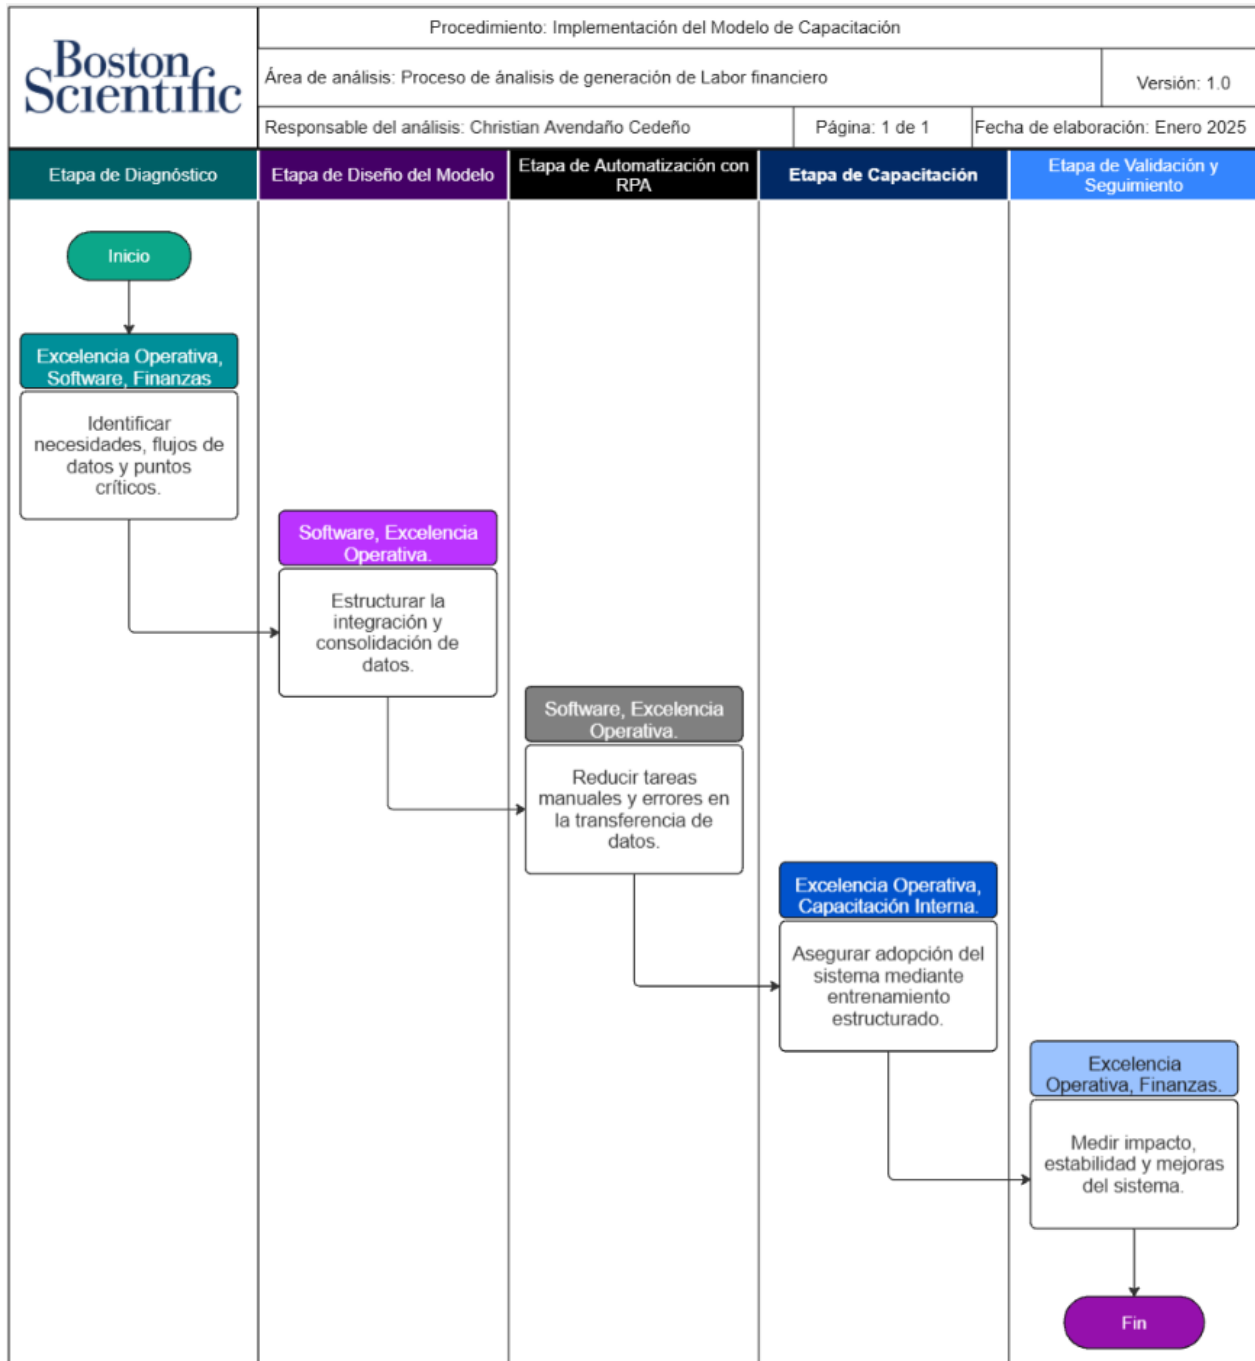 Boston
Scientific
Procedimiento: Implementación del Modelo de Capacitación
Área de análisis: Proceso de ánalisis de generación de Labor financiero
Versión: 1.0
Responsable del análisis: Christian Avendaño Cedeño
Página: 1 de 1
Fecha de elaboración: Enero 2025
Etapa de Diagnóstico
Etapa de Diseño del Modelo
Etapa de Automatización con
RPA
Etapa de Capacitación
Etapa de Validación y
Seguimiento
Inicio
Excelencia Operativa,
Software, Finanzas
Identificar
necesidades, flujos de
datos y puntos
críticos.
Software, Excelencia
Operativa.
Estructurar la
integración y
consolidación de
datos.
Software, Excelencia
Operativa.
Reducir tareas
manuales y errores en
la transferencia de
datos.
Excelencia Operativa,
Capacitación Interna.
Asegurar adopción del
sistema mediante
entrenamiento
estructurado.
Excelencia
Operativa, Finanzas.
Medir impacto,
estabilidad y mejoras
del sistema.
Fin